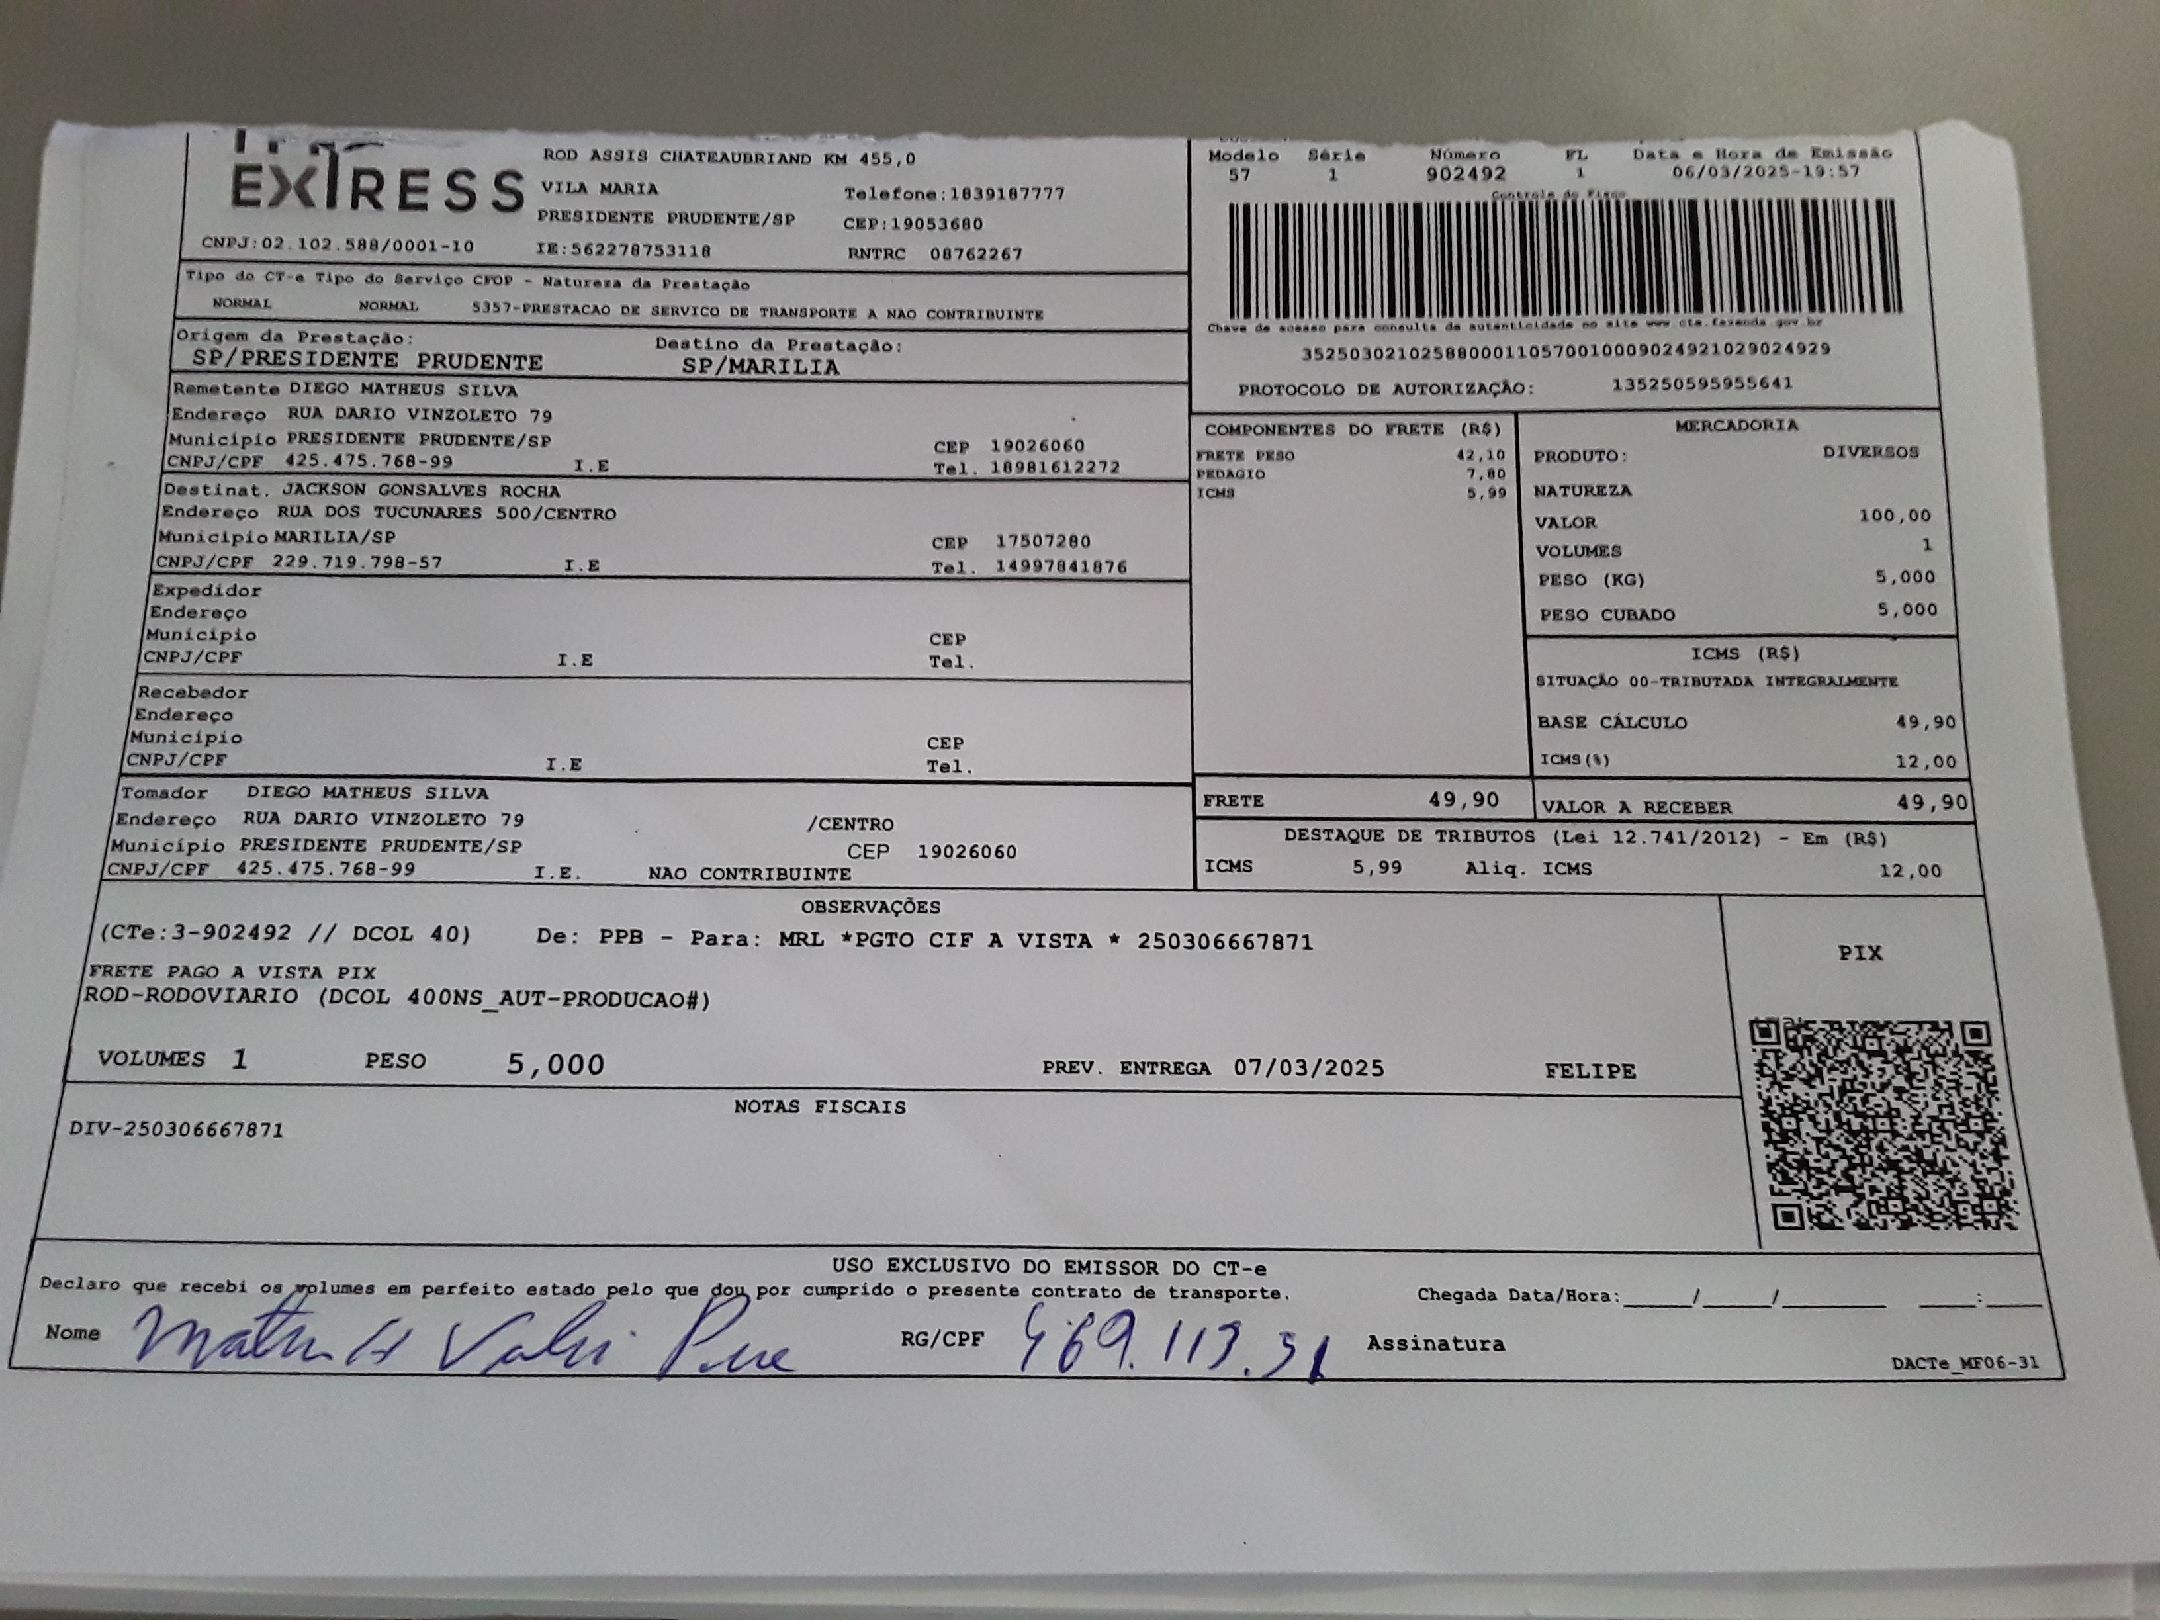 EXTRESS
ROD ASSIS CHATEAUBRIAND KM 455,0
VILA MARIA Telefone:1839187777
PRESIDENTE PRUDENTE/SP CEP:19053680
CNPJ:02.102.588/0001-10 IE:562278753118 RNTRC 08762267
Modelo Série Número FL Data e Hora de Emissão
57 1 902492 1 06/03/2025-19:57
Controle do Fisco
Chave de acesso para consulta de autenticidade no site www.cte.fazenda.gov.br
35250302102588000110570010009024921029024929
PROTOCOLO DE AUTORIZAÇÃO: 135250595955641
Tipo do CT-e Tipo do Serviço CFOP - Natureza da Prestação
NORMAL NORMAL 5357-PRESTACAO DE SERVICO DE TRANSPORTE A NAO CONTRIBUINTE
Origem da Prestação: Destino da Prestação:
SP/PRESIDENTE PRUDENTE SP/MARILIA
Remetente DIEGO MATHEUS SILVA
Endereço RUA DARIO VINZOLETO 79
Município PRESIDENTE PRUDENTE/SP CEP 19026060
CNPJ/CPF 425.475.768-99 I.E Tel. 18981612272
Destinat. JACKSON GONSALVES ROCHA
Endereço RUA DOS TUCUNARES 500/CENTRO
Município MARILIA/SP CEP 17507280
CNPJ/CPF 229.719.798-57 I.E Tel. 14997841876
Expedidor
Endereço
Município CEP
CNPJ/CPF I.E Tel.
Recebedor
Endereço
Município CEP
CNPJ/CPF I.E Tel.
Tomador DIEGO MATHEUS SILVA
Endereço RUA DARIO VINZOLETO 79 /CENTRO
Município PRESIDENTE PRUDENTE/SP CEP 19026060
CNPJ/CPF 425.475.768-99 I.E. NAO CONTRIBUINTE
COMPONENTES DO FRETE (R$)
FRETE PESO 42,10
PEDAGIO 7,80
ICMS 5,99
MERCADORIA
PRODUTO: DIVERSOS
NATUREZA
VALOR 100,00
VOLUMES 1
PESO (KG) 5,000
PESO CUBADO 5,000
ICMS (R$)
SITUAÇÃO 00-TRIBUTADA INTEGRALMENTE
BASE CÁLCULO 49,90
ICMS(%) 12,00
FRETE 49,90 VALOR A RECEBER 49,90
DESTAQUE DE TRIBUTOS (Lei 12.741/2012) - Em (R$)
ICMS 5,99 Aliq. ICMS 12,00
OBSERVAÇÕES
(CTe:3-902492 // DCOL 40) De: PPB - Para: MRL *PGTO CIF A VISTA * 250306667871
FRETE PAGO A VISTA PIX
ROD-RODOVIARIO (DCOL 400NS_AUT-PRODUCAO#)
VOLUMES 1 PESO 5,000 PREV. ENTREGA 07/03/2025 FELIPE
PIX
NOTAS FISCAIS
DIV-250306667871
USO EXCLUSIVO DO EMISSOR DO CT-e
Declaro que recebi os volumes em perfeito estado pelo que dou por cumprido o presente contrato de transporte. Chegada Data/Hora:____/____/______ ___:___
Nome RG/CPF 469.113.31 Assinatura
DACTe_MF06-31